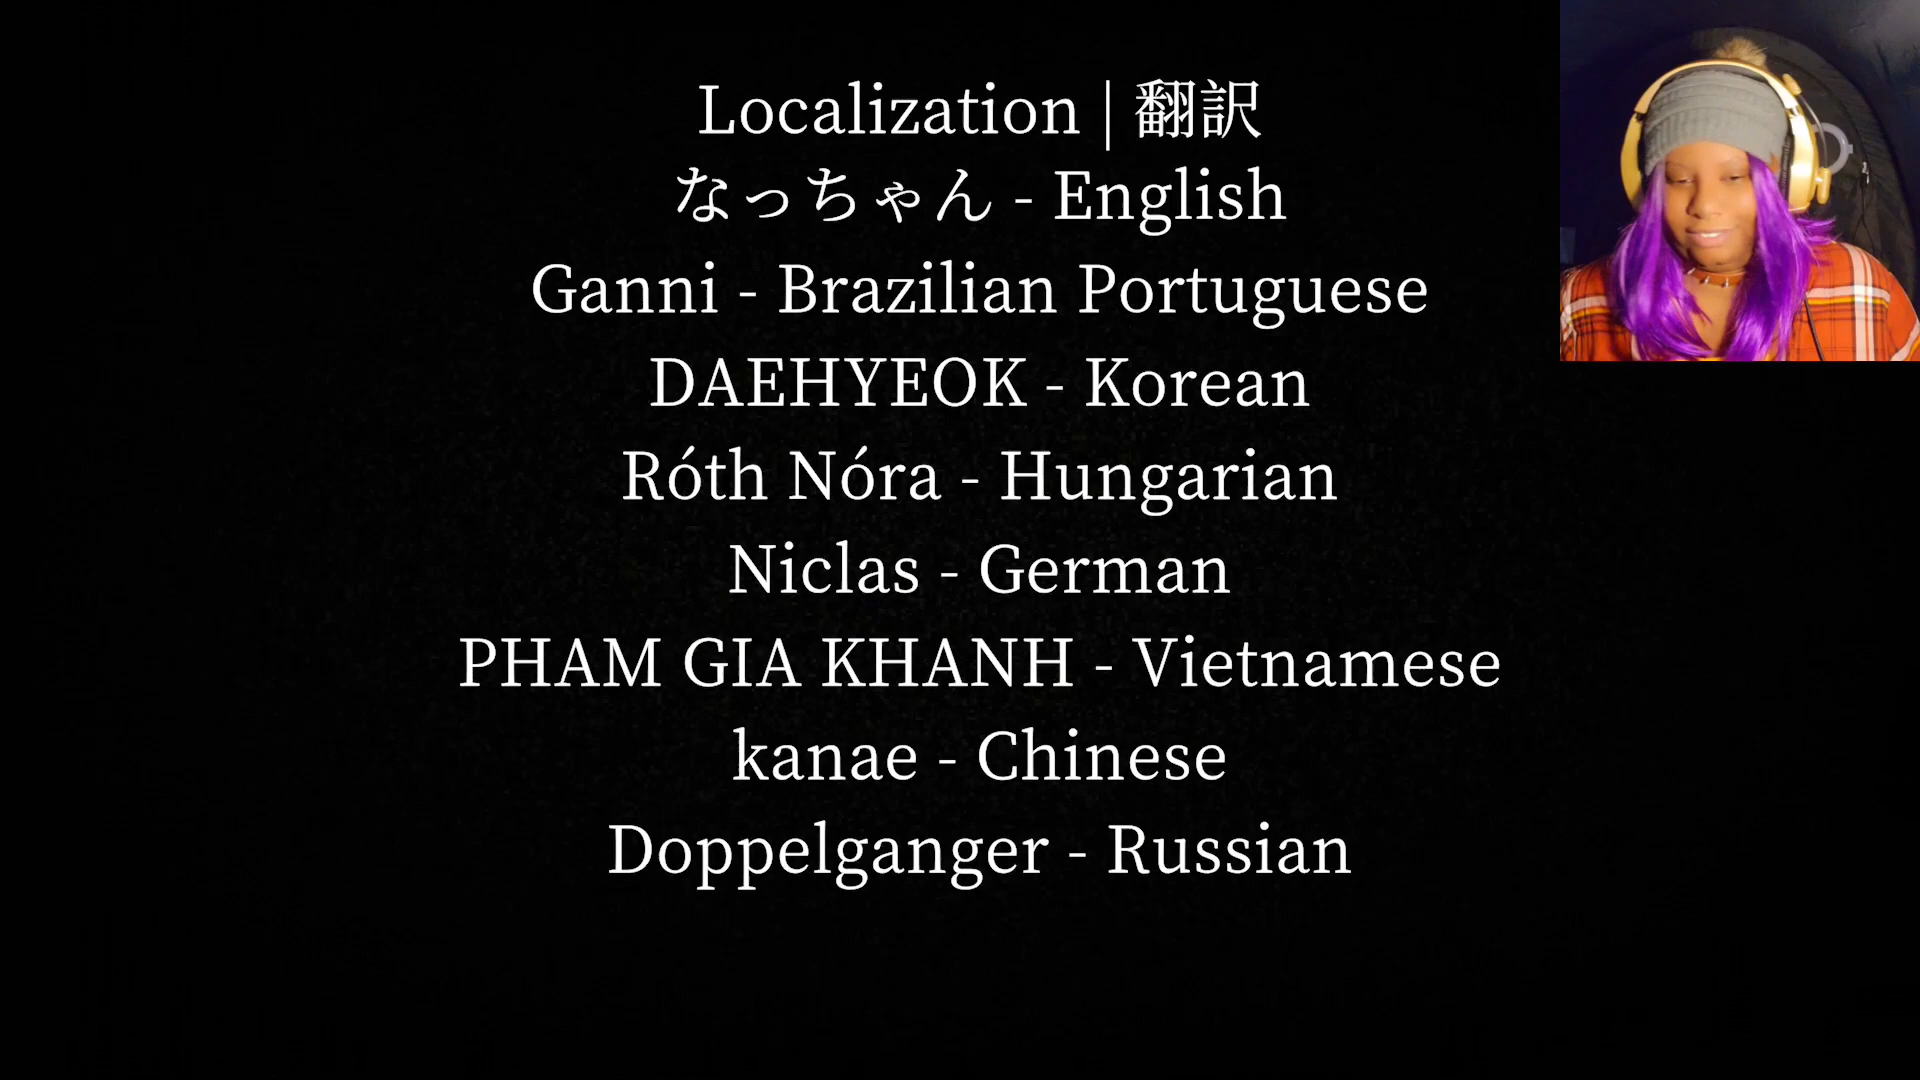 Localization | 翻訳
なっちゃん - English
Ganni - Brazilian Portuguese
DAEHYEOK - Korean
Róth Nóra - Hungarian
Niclas - German
PHAM GIA KHANH - Vietnamese
kanae - Chinese
Doppelganger - Russian